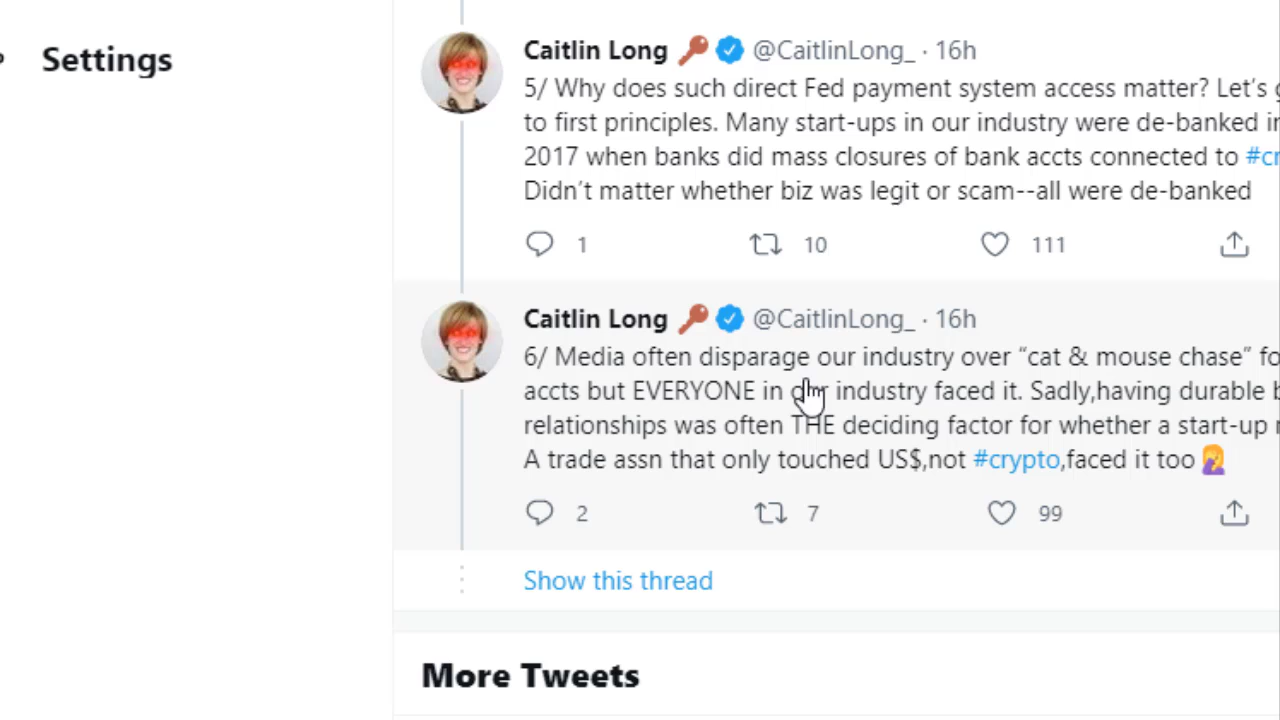 Settings
Caitlin Long @CaitlinLong_ · 16h
5/ Why does such direct Fed payment system access matter? Let's
to first principles. Many start-ups in our industry were de-banked
2017 when banks did mass closures of bank accts connected to
Didn't matter whether biz was legit or scam--all were de-banked
1 10 111
Caitlin Long @CaitlinLong_ · 16h
6/ Media often disparage our industry over “cat & mouse chase”
accts but EVERYONE in our industry faced it. Sadly,having durable
relationships was often THE deciding factor for whether a start-up
A trade assn that only touched US$,not #crypto,faced it too
2 7 99
Show this thread
More Tweets